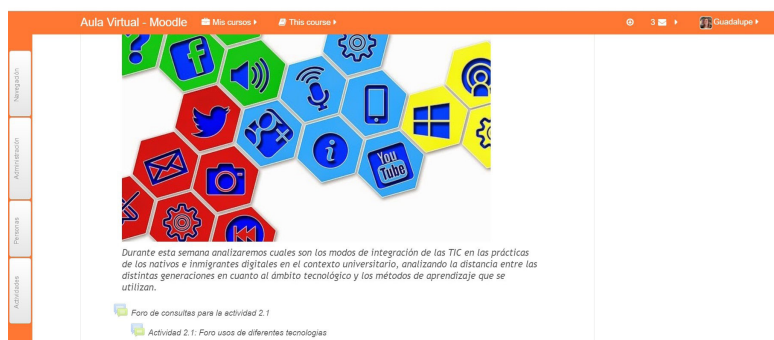 Aula Virtual - Moodle Mis cursos This course 3 Guadalupe
Navegación
Administración
Personas
Actividades
You
Tube
Durante esta semana analizaremos cuales son los modos de integración de las TIC en las prácticas
de los nativos e inmigrantes digitales en el contexto universitario, analizando la distancia entre las
distintas generaciones en cuanto al ámbito tecnológico y los métodos de aprendizaje que se
utilizan.
Foro de consultas para la actividad 2.1
Actividad 2.1: Foro usos de diferentes tecnologias